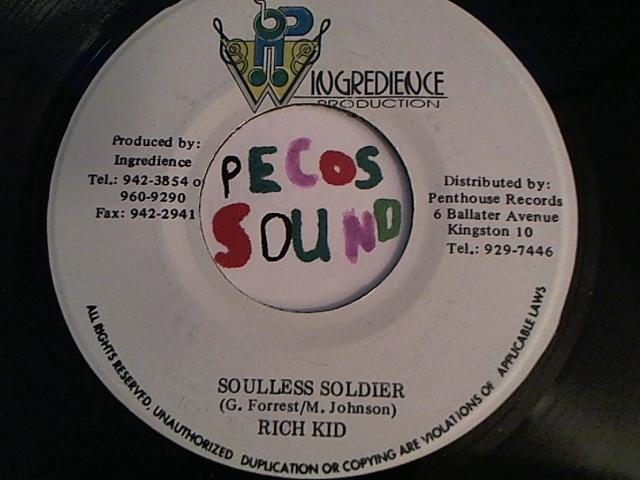 INGREDIENCE
PRODUCTION
Produced by:
Ingredience
Tel.: 942-3854 o
960-9290
Fax: 942-2941
PECOS
SOUND
Distributed by:
Penthouse Records
6 Ballater Avenue
Kingston 10
Tel.: 929-7446
SOULLESS SOLDIER
(G. Forrest/M. Johnson)
RICH KID
ALL RIGHTS RESERVED, UNAUTHORIZED DUPLICATION OR COPYING ARE VIOLATIONS OF APPLICABLE LAWS